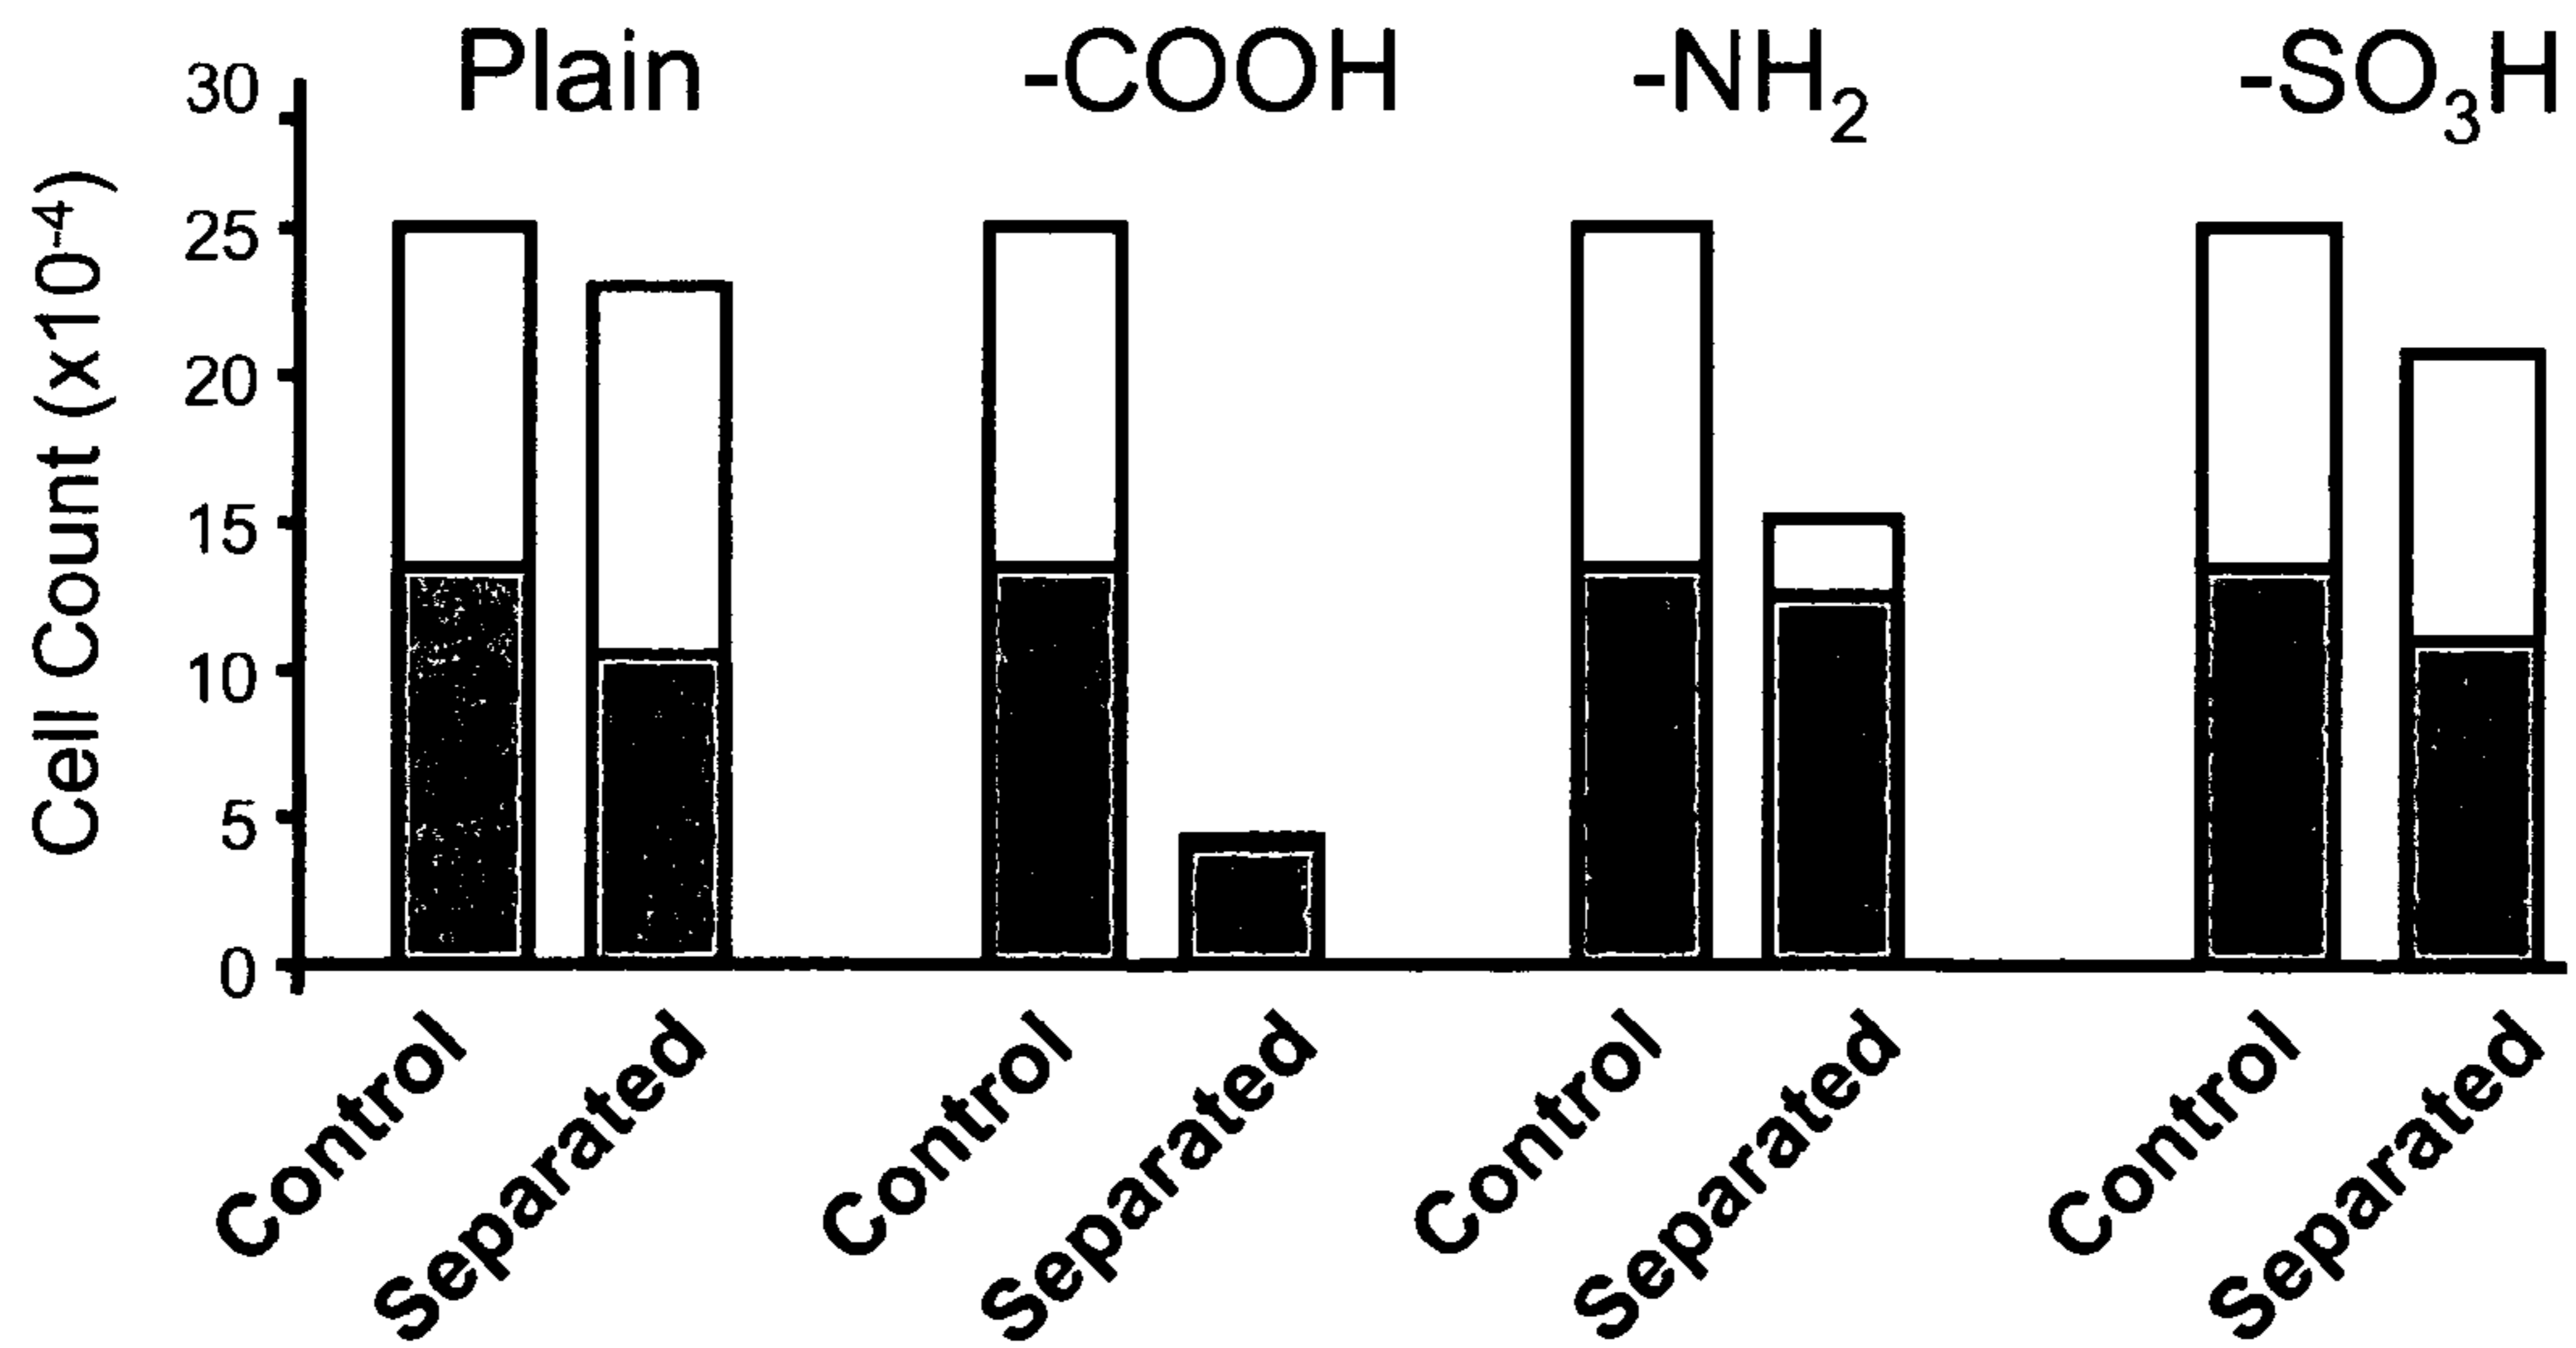 Plain -COOH -NH₂ -SO₃H
Cell Count (x10⁻⁴)
30
25
20
15
10
5
0
Control Separated Control Separated Control Separated Control Separated